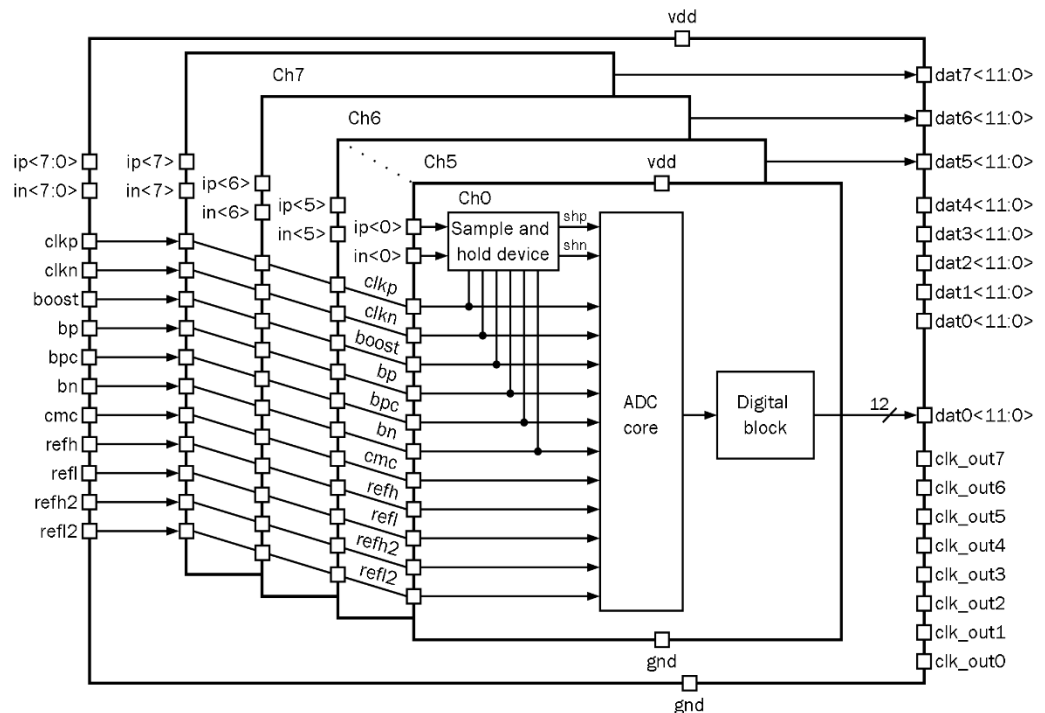 vdd
Ch7
dat7<11:0>
Ch6
dat6<11:0>
ip<7:0>
ip<7>
Ch5
vdd
dat5<11:0>
in<7:0>
in<7>
ip<6>
in<6>
ip<5>
in<5>
Ch0
dat4<11:0>
ip<0>
Sample and
hold device
shp
dat3<11:0>
in<0>
shn
dat2<11:0>
dat1<11:0>
dat0<11:0>
clkp
clkn
boost
bp
bpc
bn
cmc
refh
refl
refh2
refl2
clkp
clkn
boost
bp
bpc
bn
cmc
refh
refl
refh2
refl2
ADC
core
Digital
block
12
dat0<11:0>
clk_out7
clk_out6
clk_out5
clk_out4
clk_out3
clk_out2
clk_out1
clk_out0
gnd
gnd